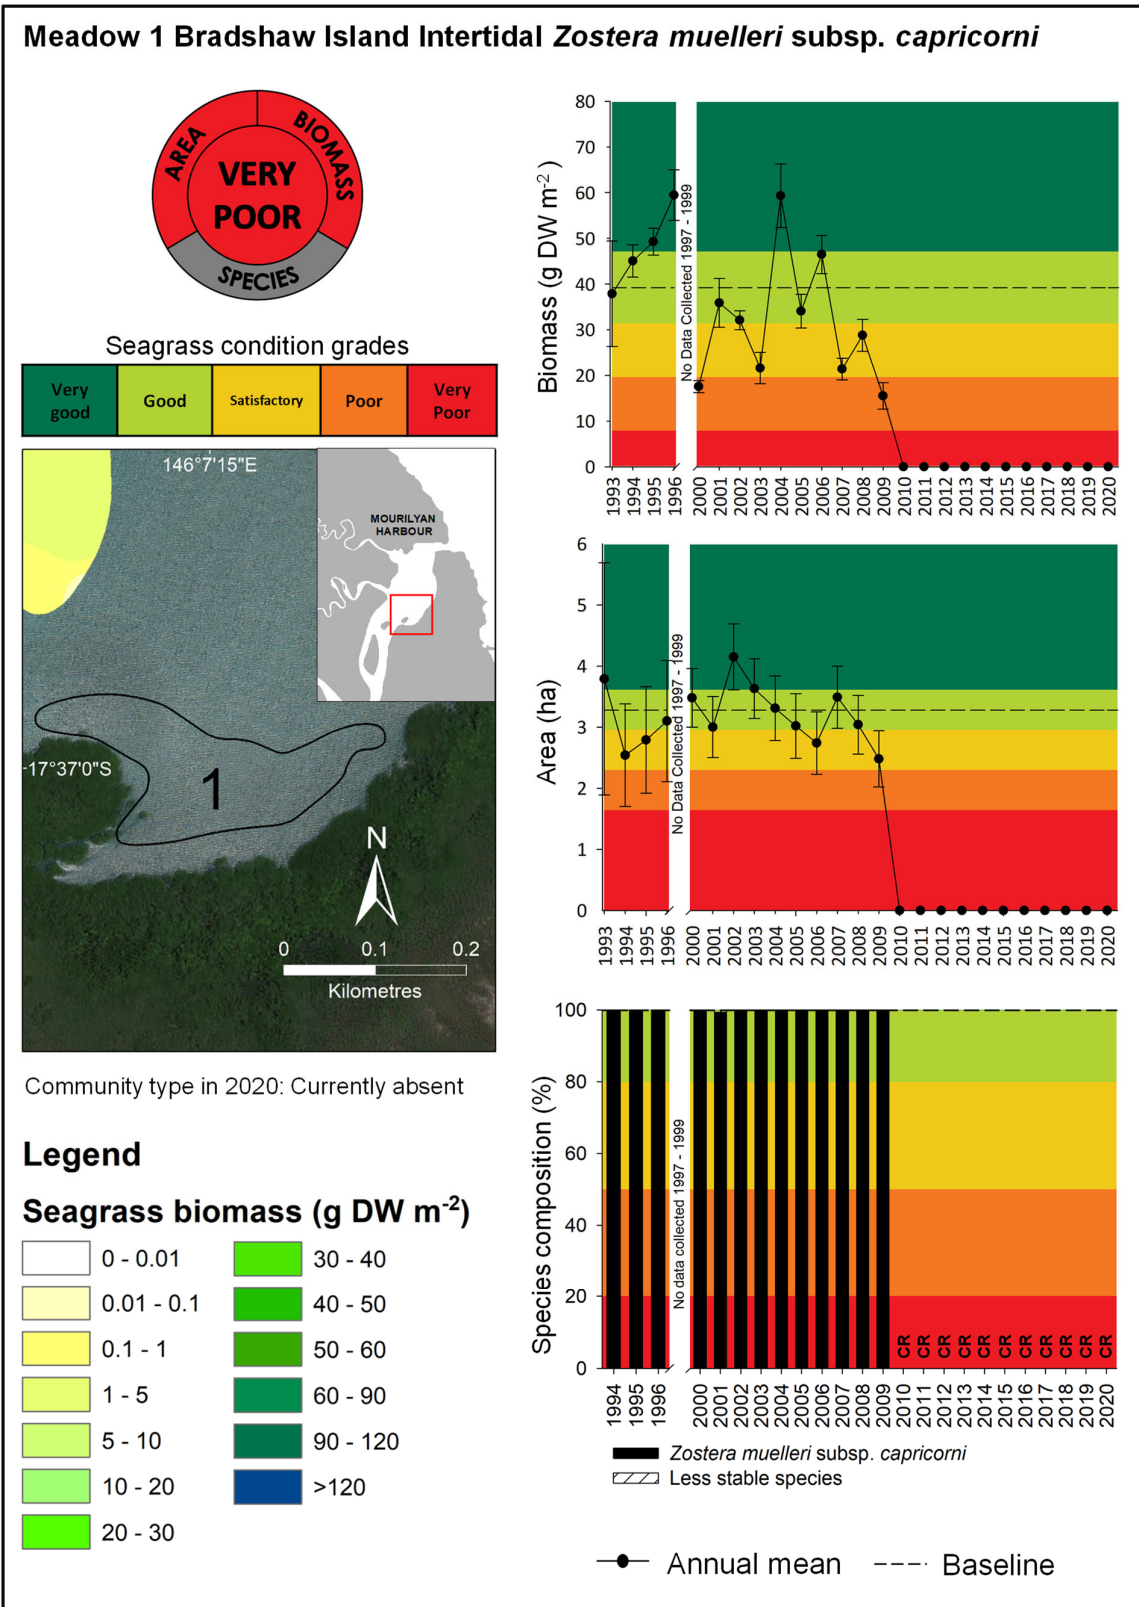 Meadow 1 Bradshaw Island Intertidal Zostera muelleri subsp. capricorni
AREA
BIOMASS
VERY
POOR
SPECIES
Seagrass condition grades
Very
good
Good
Satisfactory
Poor
Very
Poor
146°7'15"E
MOURILYAN
HARBOUR
17°37'0"S
1
N
0 0.1 0.2
Kilometres
Community type in 2020: Currently absent
Legend
Seagrass biomass (g DW m-2)
0 - 0.01
0.01 - 0.1
0.1 - 1
1 - 5
5 - 10
10 - 20
20 - 30
30 - 40
40 - 50
50 - 60
60 - 90
90 - 120
>120
Biomass (g DW m-2)
80
70
60
50
40
30
20
10
0
No Data Collected 1997 - 1999
1993 1994 1995 1996 2000 2001 2002 2003 2004 2005 2006 2007 2008 2009 2010 2011 2012 2013 2014 2015 2016 2017 2018 2019 2020
Area (ha)
6
5
4
3
2
1
0
No Data Collected 1997 - 1999
1993 1994 1995 1996 2000 2001 2002 2003 2004 2005 2006 2007 2008 2009 2010 2011 2012 2013 2014 2015 2016 2017 2018 2019 2020
Species composition (%)
100
80
60
40
20
0
No data collected 1997 - 1999
CR CR CR CR CR CR CR CR CR CR CR
1994 1995 1996 2000 2001 2002 2003 2004 2005 2006 2007 2008 2009 2010 2011 2012 2013 2014 2015 2016 2017 2018 2019 2020
Zostera muelleri subsp. capricorni
Less stable species
Annual mean
Baseline